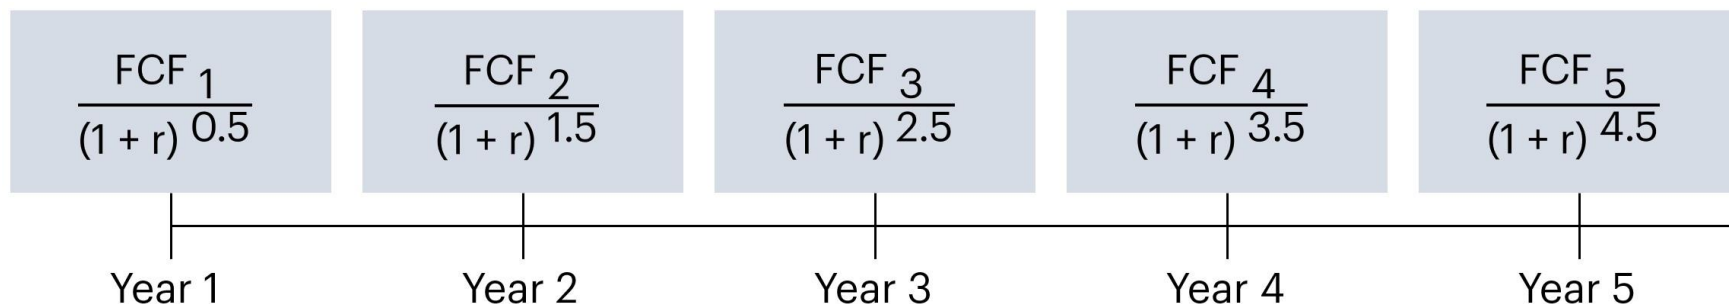 FCF 1 FCF 2 FCF 3 FCF 4 FCF 5
(1 + r) 0.5 (1 + r) 1.5 (1 + r) 2.5 (1 + r) 3.5 (1 + r) 4.5
Year 1 Year 2 Year 3 Year 4 Year 5